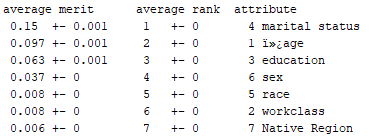 average merit average rank attribute
0.15 +- 0.001 1 +- 0 4 marital status
0.097 +- 0.001 2 +- 0 1 ï»¿age
0.063 +- 0.001 3 +- 0 3 education
0.037 +- 0 4 +- 0 6 sex
0.008 +- 0 5 +- 0 5 race
0.008 +- 0 6 +- 0 2 workclass
0.006 +- 0 7 +- 0 7 Native Region